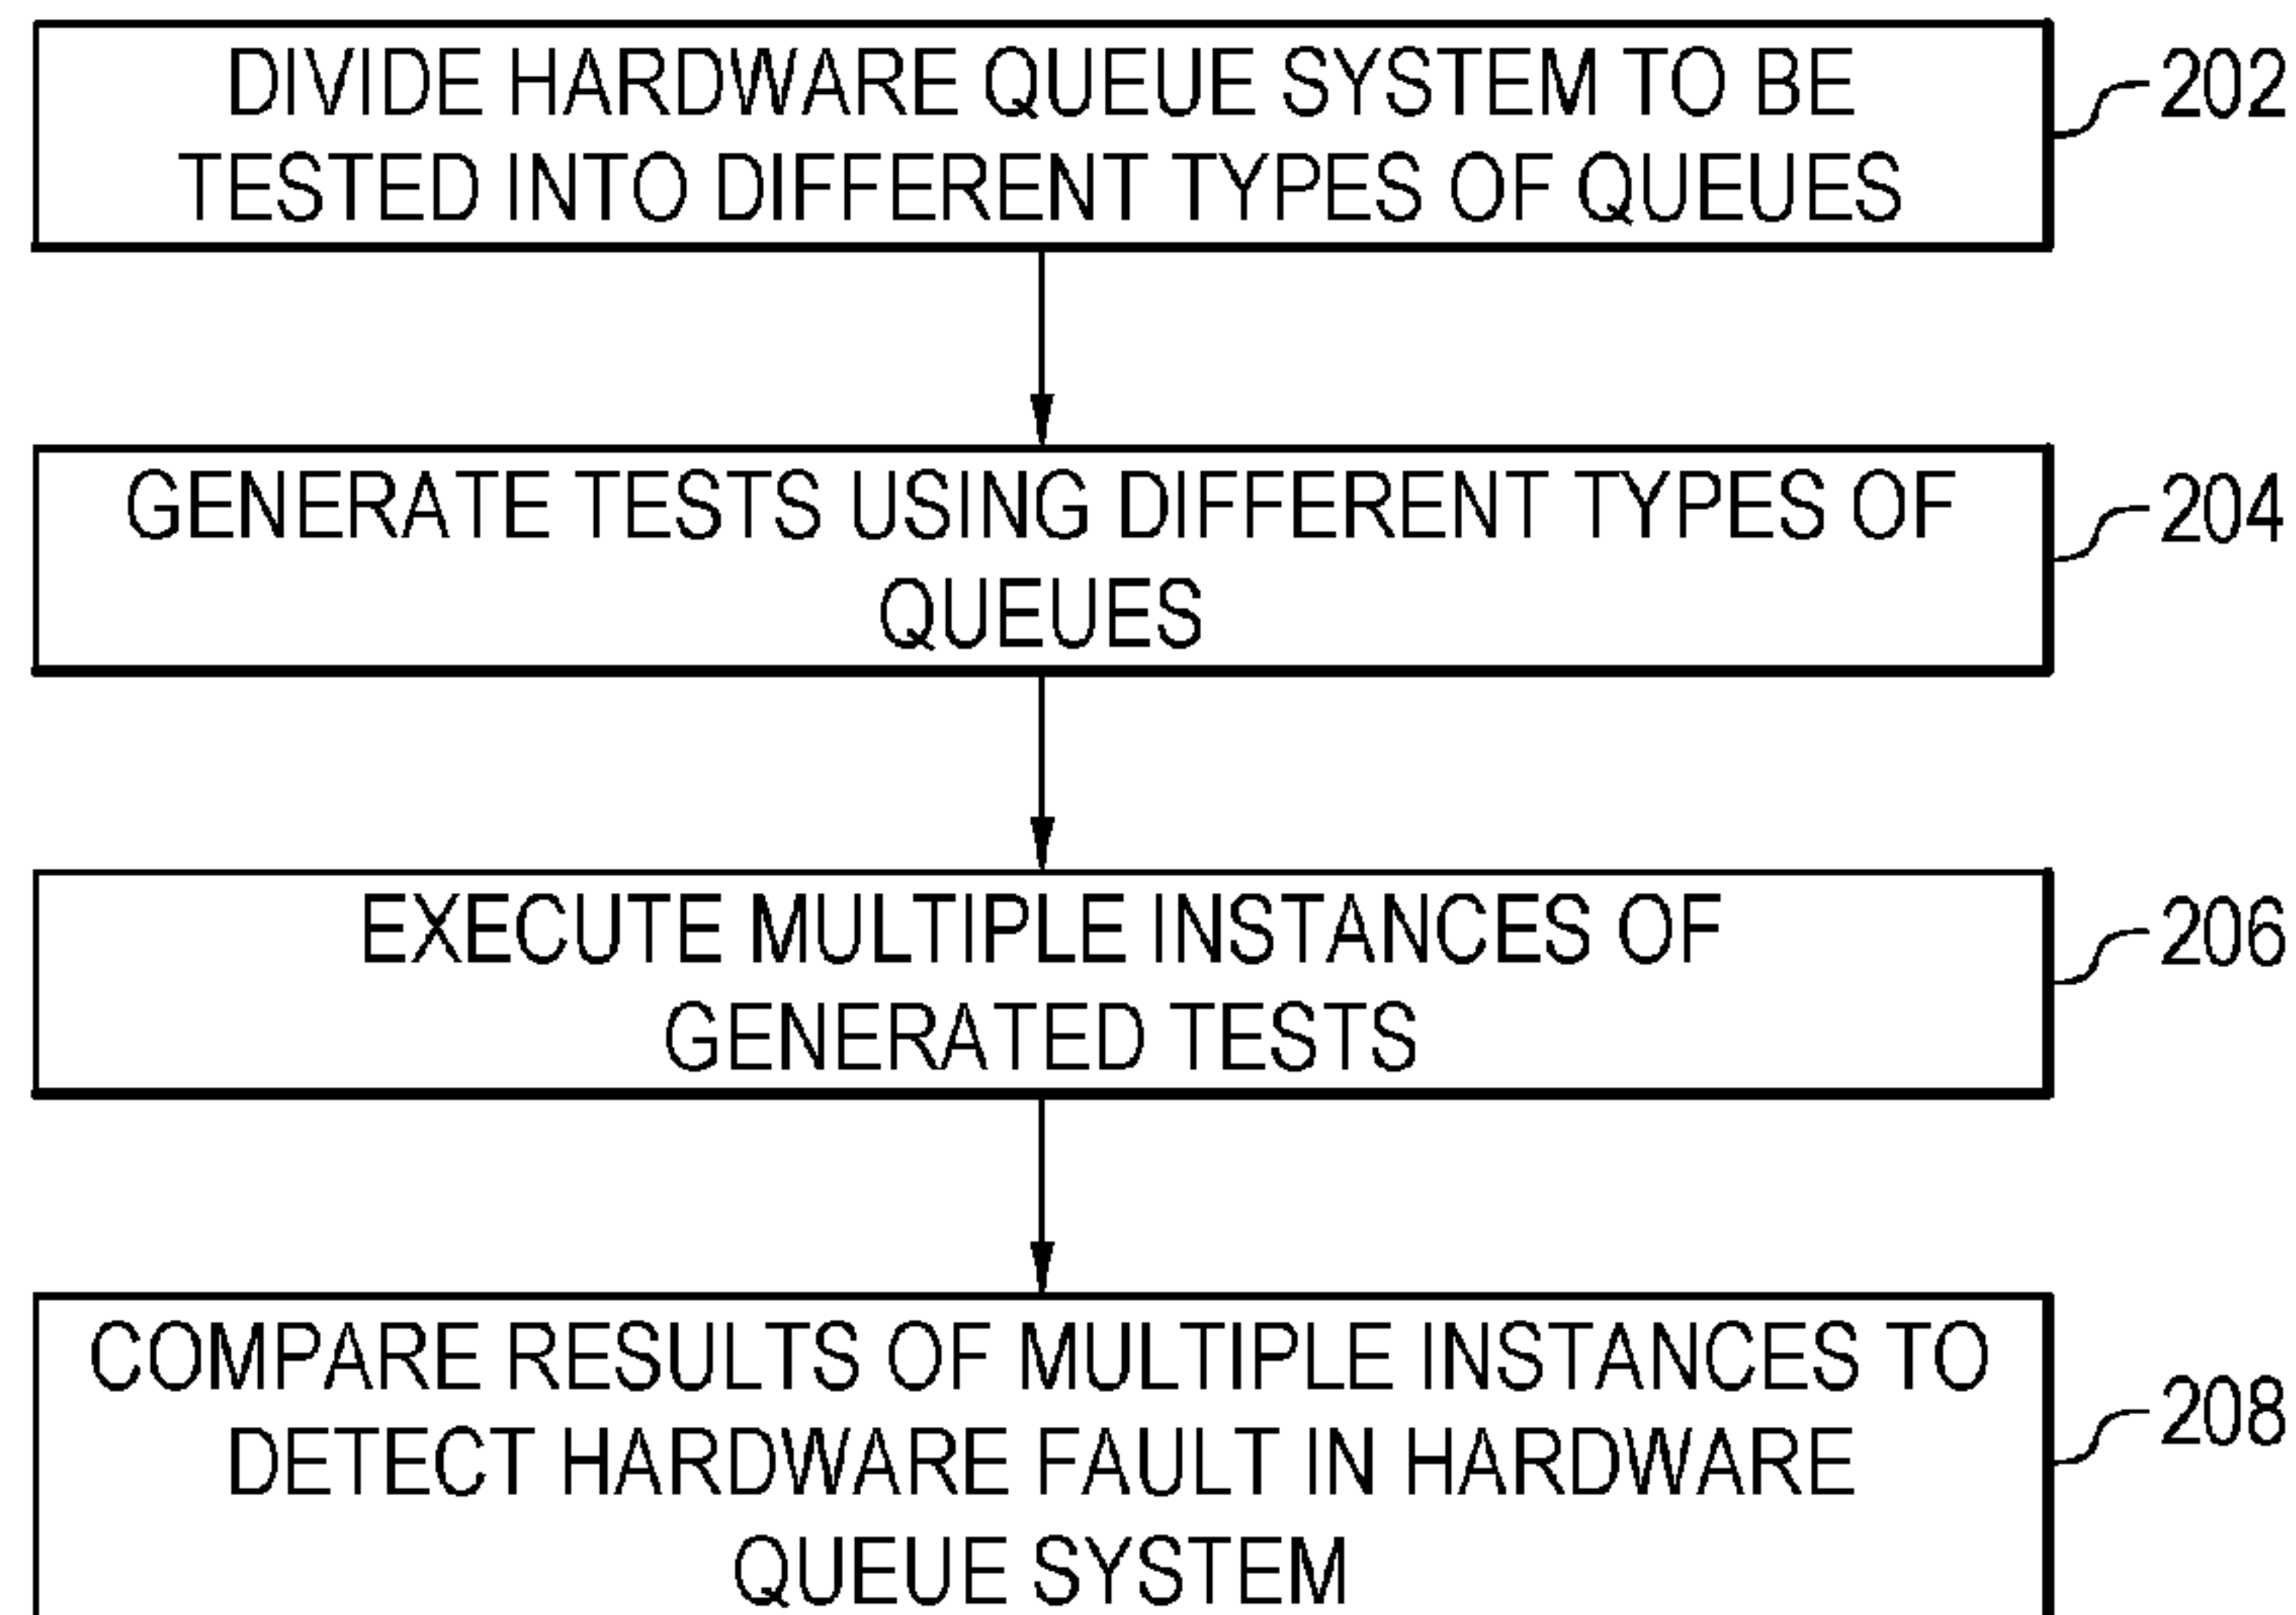 DIVIDE HARDWARE QUEUE SYSTEM TO BE
TESTED INTO DIFFERENT TYPES OF QUEUES
202
GENERATE TESTS USING DIFFERENT TYPES OF
QUEUES
204
EXECUTE MULTIPLE INSTANCES OF
GENERATED TESTS
206
COMPARE RESULTS OF MULTIPLE INSTANCES TO
DETECT HARDWARE FAULT IN HARDWARE
QUEUE SYSTEM
208